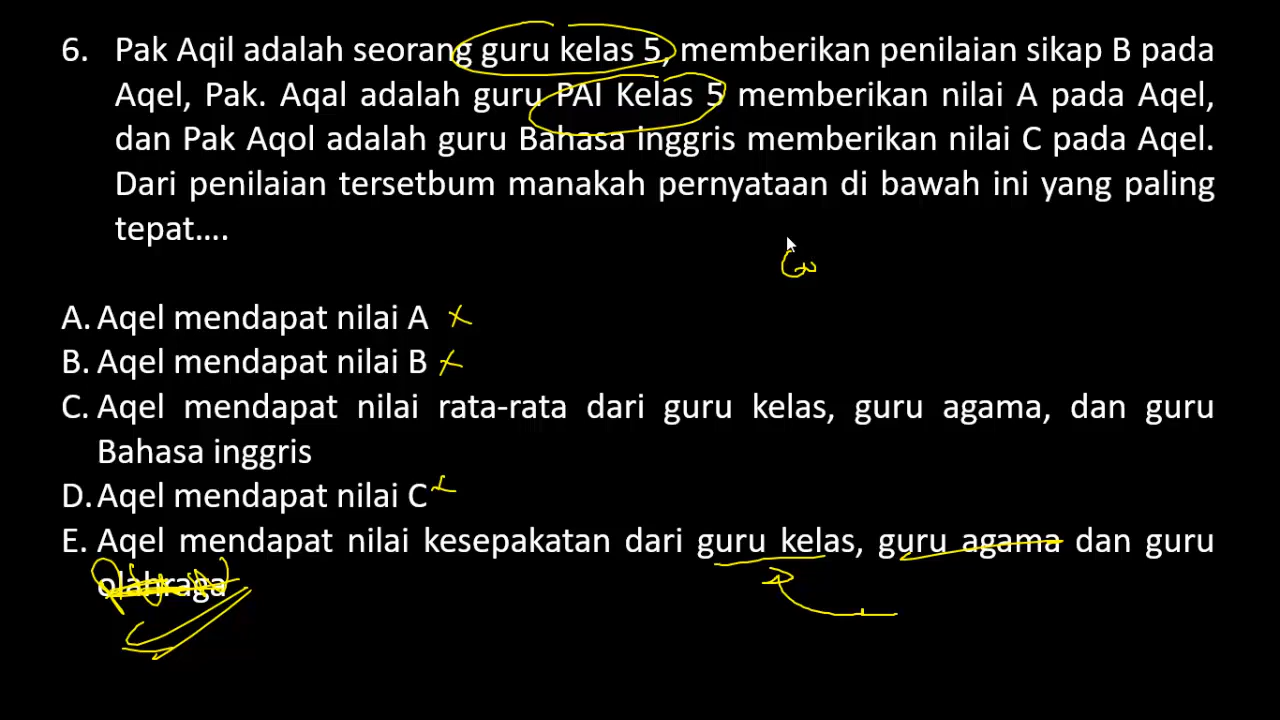 6. Pak Aqil adalah seorang guru kelas 5, memberikan penilaian sikap B pada
Aqel, Pak. Aqal adalah guru PAI Kelas 5 memberikan nilai A pada Aqel,
dan Pak Aqol adalah guru Bahasa inggris memberikan nilai C pada Aqel.
Dari penilaian tersetbum manakah pernyataan di bawah ini yang paling
tepat....
A. Aqel mendapat nilai A
B. Aqel mendapat nilai B
C. Aqel mendapat nilai rata-rata dari guru kelas, guru agama, dan guru
Bahasa inggris
D. Aqel mendapat nilai C
E. Aqel mendapat nilai kesepakatan dari guru kelas, guru agama dan guru
olahraga